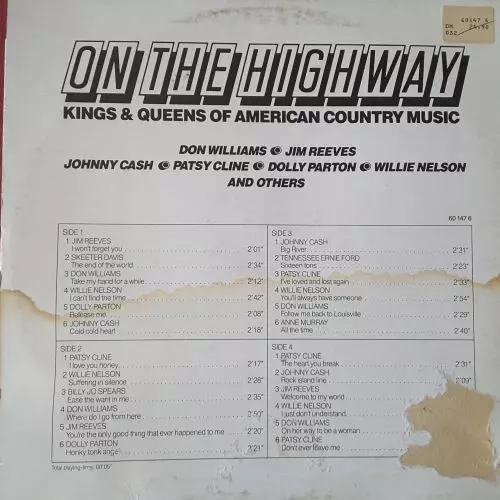 60147 6
DM 24,90
032
ON THE HIGHWAY
KINGS & QUEENS OF AMERICAN COUNTRY MUSIC
DON WILLIAMS JIM REEVES
JOHNNY CASH PATSY CLINE DOLLY PARTON WILLIE NELSON
AND OTHERS
60 147 6
SIDE 1
1 JIM REEVES
I won't forget you 2'01"
2 SKEETER DAVIS
The end of the world 2'34"
3 DON WILLIAMS
Take my hand for a while 2'12"
4 WILLIE NELSON
I can't find the time 2'42"
5 DOLLY PARTON
Release me 2'08"
6 JOHNNY CASH
Cold cold heart 2'18"
SIDE 2
1 PATSY CLINE
I love you honey 2'17"
2 WILLIE NELSON
Suffering in silence 2'28"
3 BILLY JO SPEARS
Ease the want in me 2'35"
4 DON WILLIAMS
Where do I go from here 2'50"
5 JIM REEVES
You're the only good thing that ever happened to me 2'20"
6 DOLLY PARTON
Honky tonk angel 2'21"
SIDE 3
1 JOHNNY CASH
Big River 2'31"
2 TENNESSEE ERNIE FORD
Sixteen tons 2'23"
3 PATSY CLINE
I've loved and lost again 2'33"
4 WILLIE NELSON
You'll always have someone 2'54"
5 DON WILLIAMS
Follow me back to Louisville 2'29"
6 ANNE MURRAY
All the time 2'40"
SIDE 4
1 PATSY CLINE
The heart you break 2'31"
2 JOHNNY CASH
Rock island line 2'09"
3 JIM REEVES
Welcome to my world
4 WILLIE NELSON
I just don't understand
5 DON WILLIAMS
On her way to be a woman
6 PATSY CLINE
Don't ever leave me
Total playing-time: